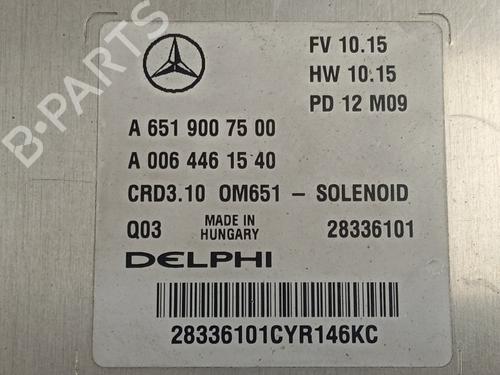 B-PARTS
FV 10.15
HW 10.15
PD 12 M09
A 651 900 75 00
A 006 446 15 40
CRD3.10 OM651 – SOLENOID
Q03 MADE IN HUNGARY 28336101
DELPHI
28336101CYR146KC